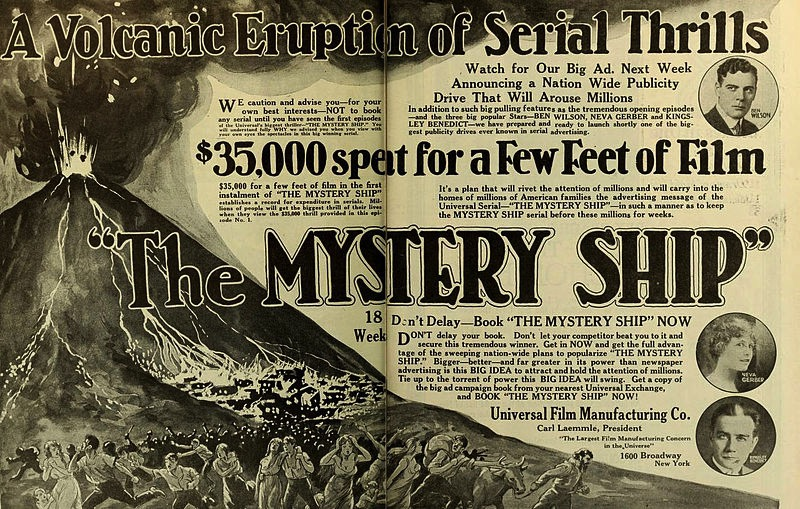 A Volcanic Eruption of Serial Thrills
WE caution and advise you—for your
own best interests—NOT to book
any serial until you have seen the first episodes
of the Universal's biggest thriller—"THE MYSTERY SHIP." You
will understand fully WHY we advised you when you view with
your own eyes the spectacles in this big winning serial.
Watch for Our Big Ad. Next Week
Announcing a Nation Wide Publicity
Drive That Will Arouse Millions
In addition to such big pulling features as the tremendous opening episodes
—and the three big popular Stars—BEN WILSON, NEVA GERBER and KINGS-
LEY BENEDICT—we have prepared and ready to launch shortly one of the big-
gest publicity drives ever known in serial advertising.
BEN
WILSON
$35,000 spent for a Few Feet of Film
$35,000 for a few feet of film in the first
instalment of "THE MYSTERY SHIP"
establishes a record for expenditure in serials. Mil-
lions of people will get the biggest thrill of their lives
when they view the $35,000 thrill provided in this epi-
sode No. 1.
It's a plan that will rivet the attention of millions and will carry into the
homes of millions of American families the advertising message of the
Universal Serial—"THE MYSTERY SHIP"—in such a manner as to keep
the MYSTERY SHIP serial before these millions for weeks.
"The MYSTERY SHIP"
18
Weeks
Don't Delay—Book "THE MYSTERY SHIP" NOW
DON'T delay your book. Don't let your competitor beat you to it and
secure this tremendous winner. Get in NOW and get the full advan-
tage of the sweeping nation-wide plans to popularize "THE MYSTERY
SHIP." Bigger—better—and far greater in its power than newspaper
advertising is this BIG IDEA to attract and hold the attention of millions.
Tie up to the torrent of power this BIG IDEA will swing. Get a copy of
the big ad campaign book from your nearest Universal Exchange,
and BOOK "THE MYSTERY SHIP" NOW!
NEVA
GERBER
Universal Film Manufacturing Co.
Carl Laemmle, President
"The Largest Film Manufacturing Concern
in the Universe"
1600 Broadway
New York
KINGSLEY
BENEDICT